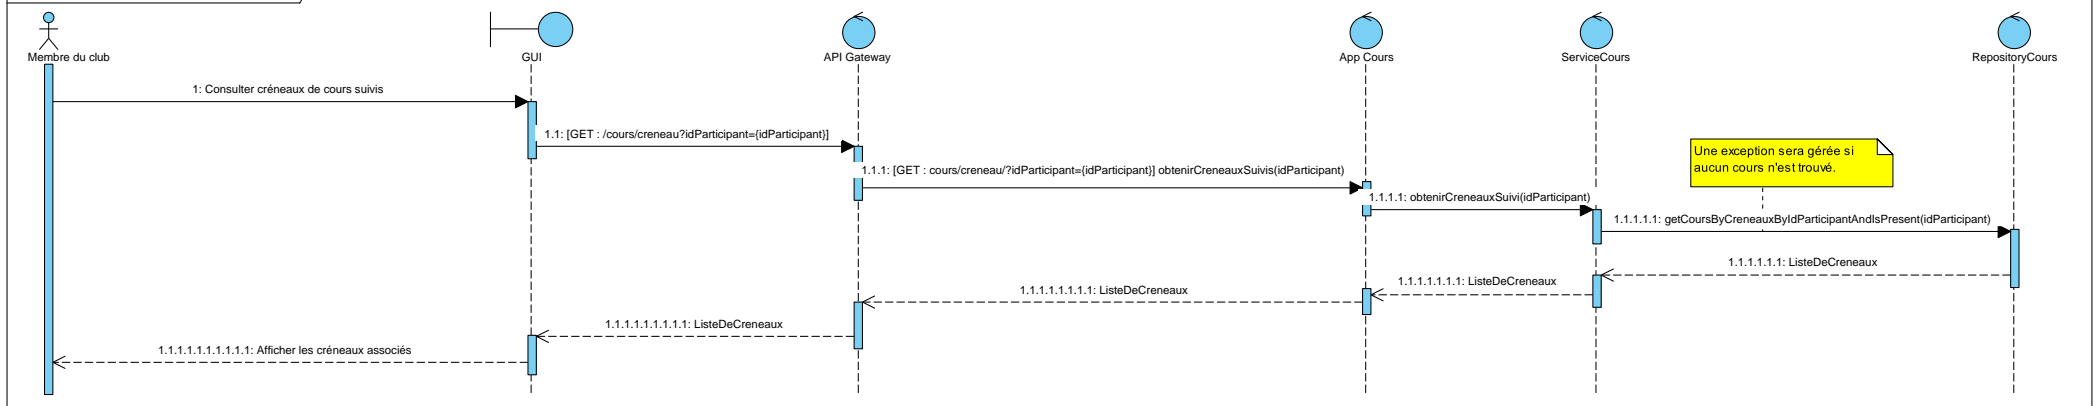 Membre du club
GUI
API Gateway
App Cours
ServiceCours
RepositoryCours
1: Consulter créneaux de cours suivis
1.1: [GET : /cours/creneau?idParticipant={idParticipant}]
Une exception sera gérée si
aucun cours n'est trouvé.
1.1.1: [GET : cours/creneau/?idParticipant={idParticipant}] obtenirCreneauxSuivis(idParticipant)
1.1.1.1: obtenirCreneauxSuivi(idParticipant)
1.1.1.1.1: getCoursByCreneauxByIdParticipantAndIsPresent(idParticipant)
1.1.1.1.1.1: ListeDeCreneaux
1.1.1.1.1.1.1: ListeDeCreneaux
1.1.1.1.1.1.1.1: ListeDeCreneaux
1.1.1.1.1.1.1.1.1: ListeDeCreneaux
1.1.1.1.1.1.1.1.1.1: Afficher les créneaux associés